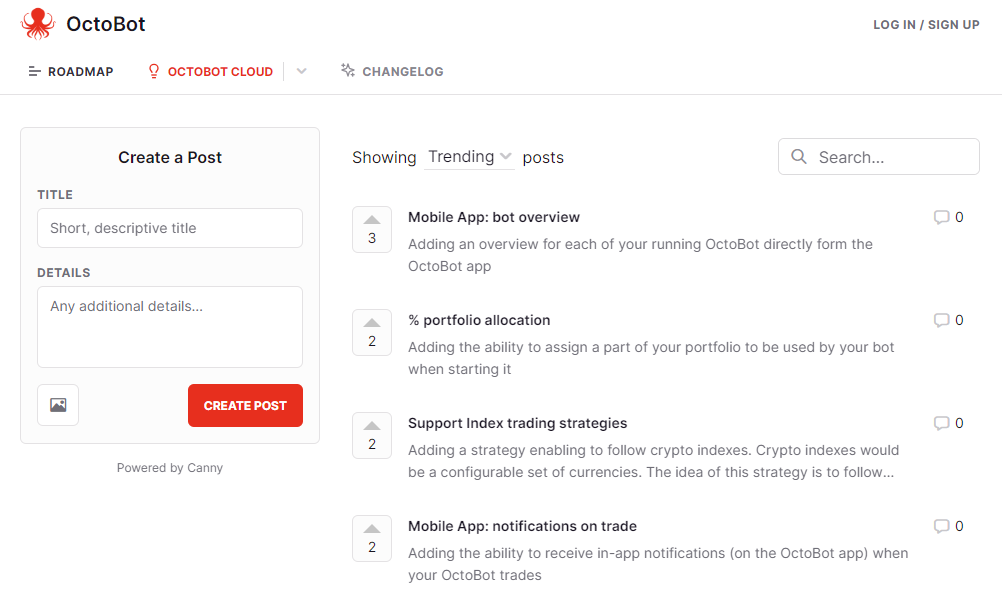 OctoBot
LOG IN / SIGN UP
ROADMAP
OCTOBOT CLOUD
CHANGELOG
Create a Post
TITLE
Short, descriptive title
DETAILS
Any additional details...
CREATE POST
Powered by Canny
Showing Trending posts
Search...
3
Mobile App: bot overview
0
Adding an overview for each of your running OctoBot directly form the
OctoBot app
2
% portfolio allocation
0
Adding the ability to assign a part of your portfolio to be used by your bot
when starting it
2
Support Index trading strategies
0
Adding a strategy enabling to follow crypto indexes. Crypto indexes would
be a configurable set of currencies. The idea of this strategy is to follow...
2
Mobile App: notifications on trade
0
Adding the ability to receive in-app notifications (on the OctoBot app) when
your OctoBot trades